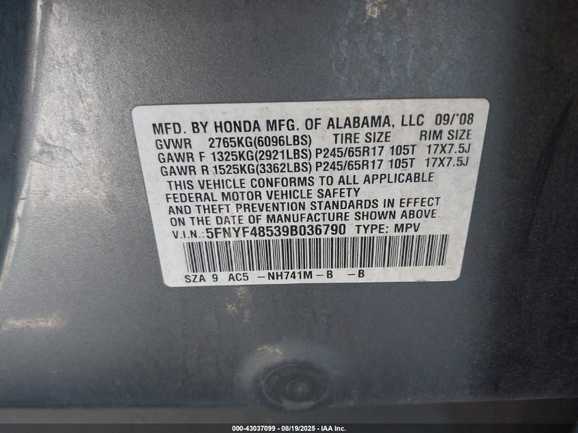 MFD. BY HONDA MFG. OF ALABAMA, LLC 09/'08
GVWR 2765KG(6096LBS) TIRE SIZE RIM SIZE
GAWR F 1325KG(2921LBS) P245/65R17 105T 17X7.5J
GAWR R 1525KG(3362LBS) P245/65R17 105T 17X7.5J
THIS VEHICLE CONFORMS TO ALL APPLICABLE
FEDERAL MOTOR VEHICLE SAFETY
AND THEFT PREVENTION STANDARDS IN EFFECT
ON THE DATE OF MANUFACTURE SHOWN ABOVE.
V.I.N.: 5FNYF48539B036790 TYPE: MPV
SZA 9 AC5 -NH741M-B -B
000-43037099 - 08/19/2025 - IAA Inc.